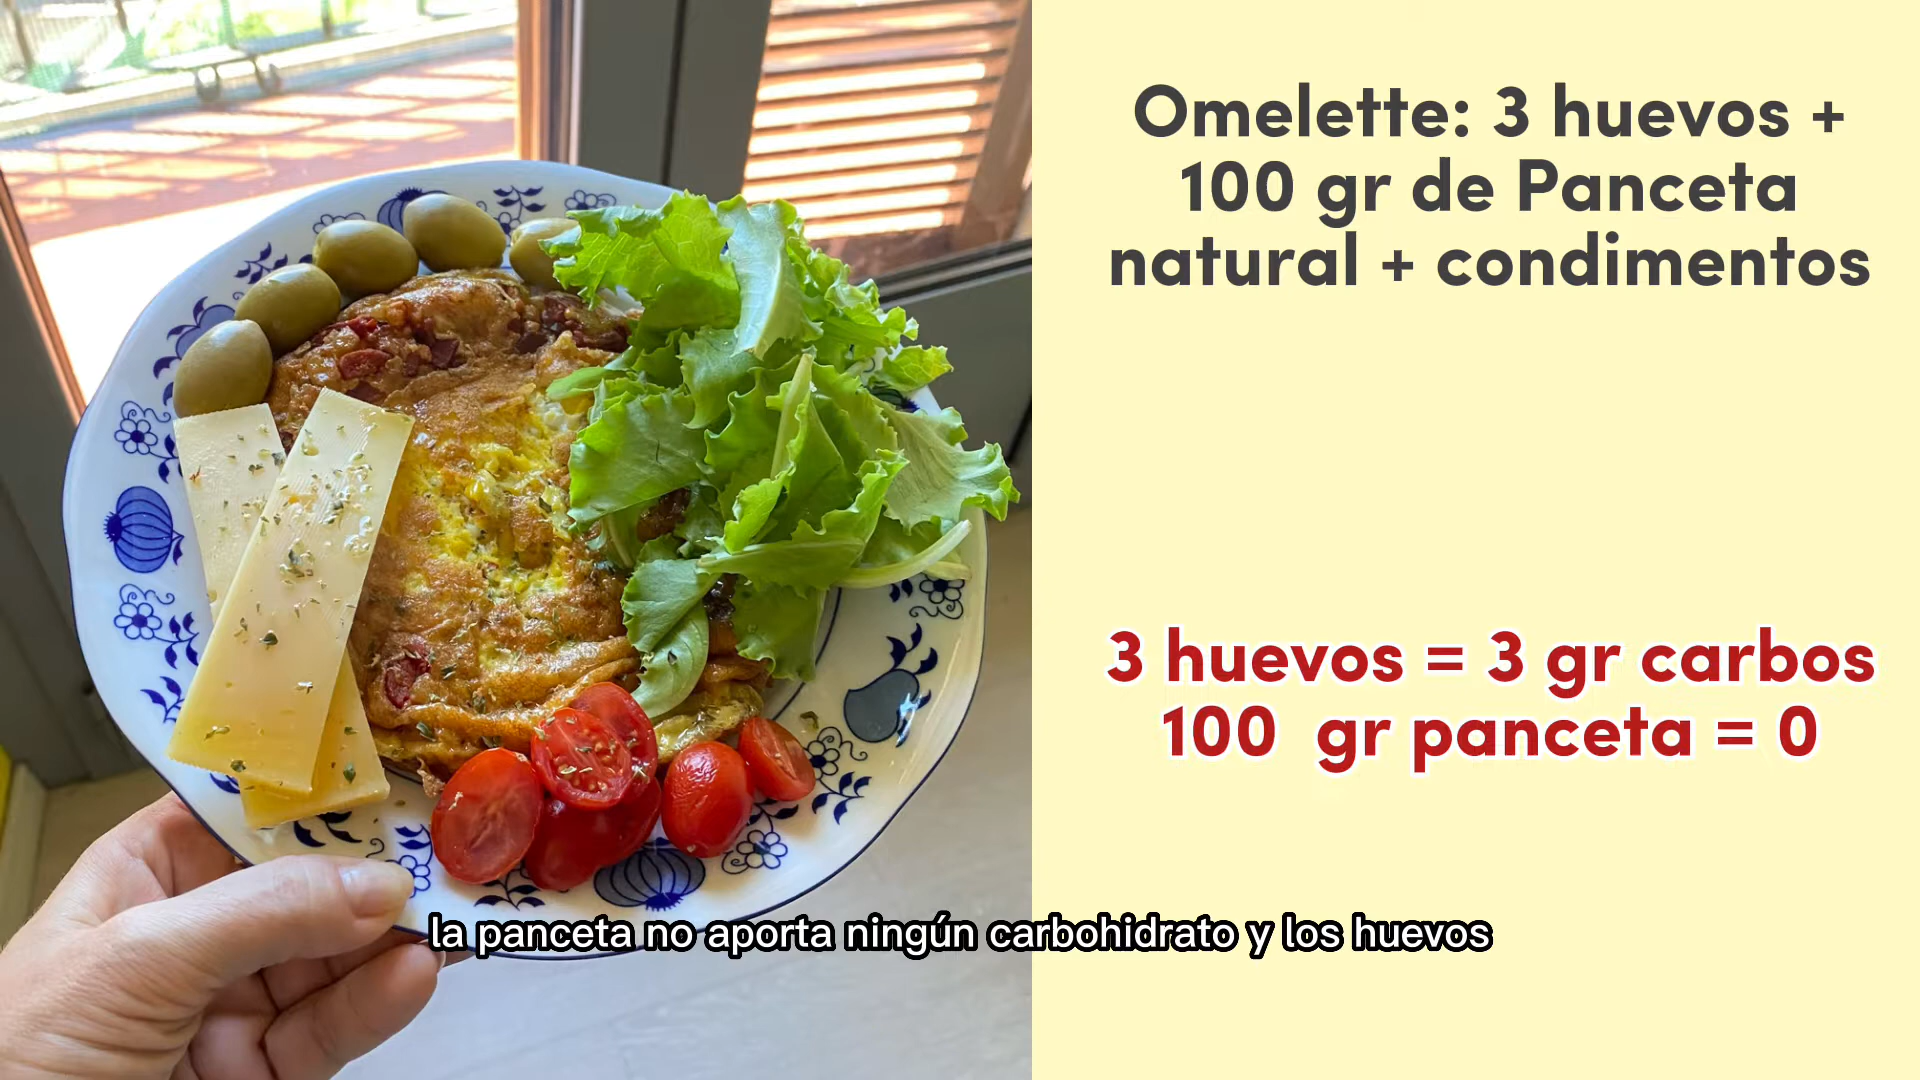 Omelette: 3 huevos +
100 gr de Panceta
natural + condimentos
3 huevos = 3 gr carbos
100 gr panceta = 0
la panceta no aporta ningún carbohidrato y los huevos